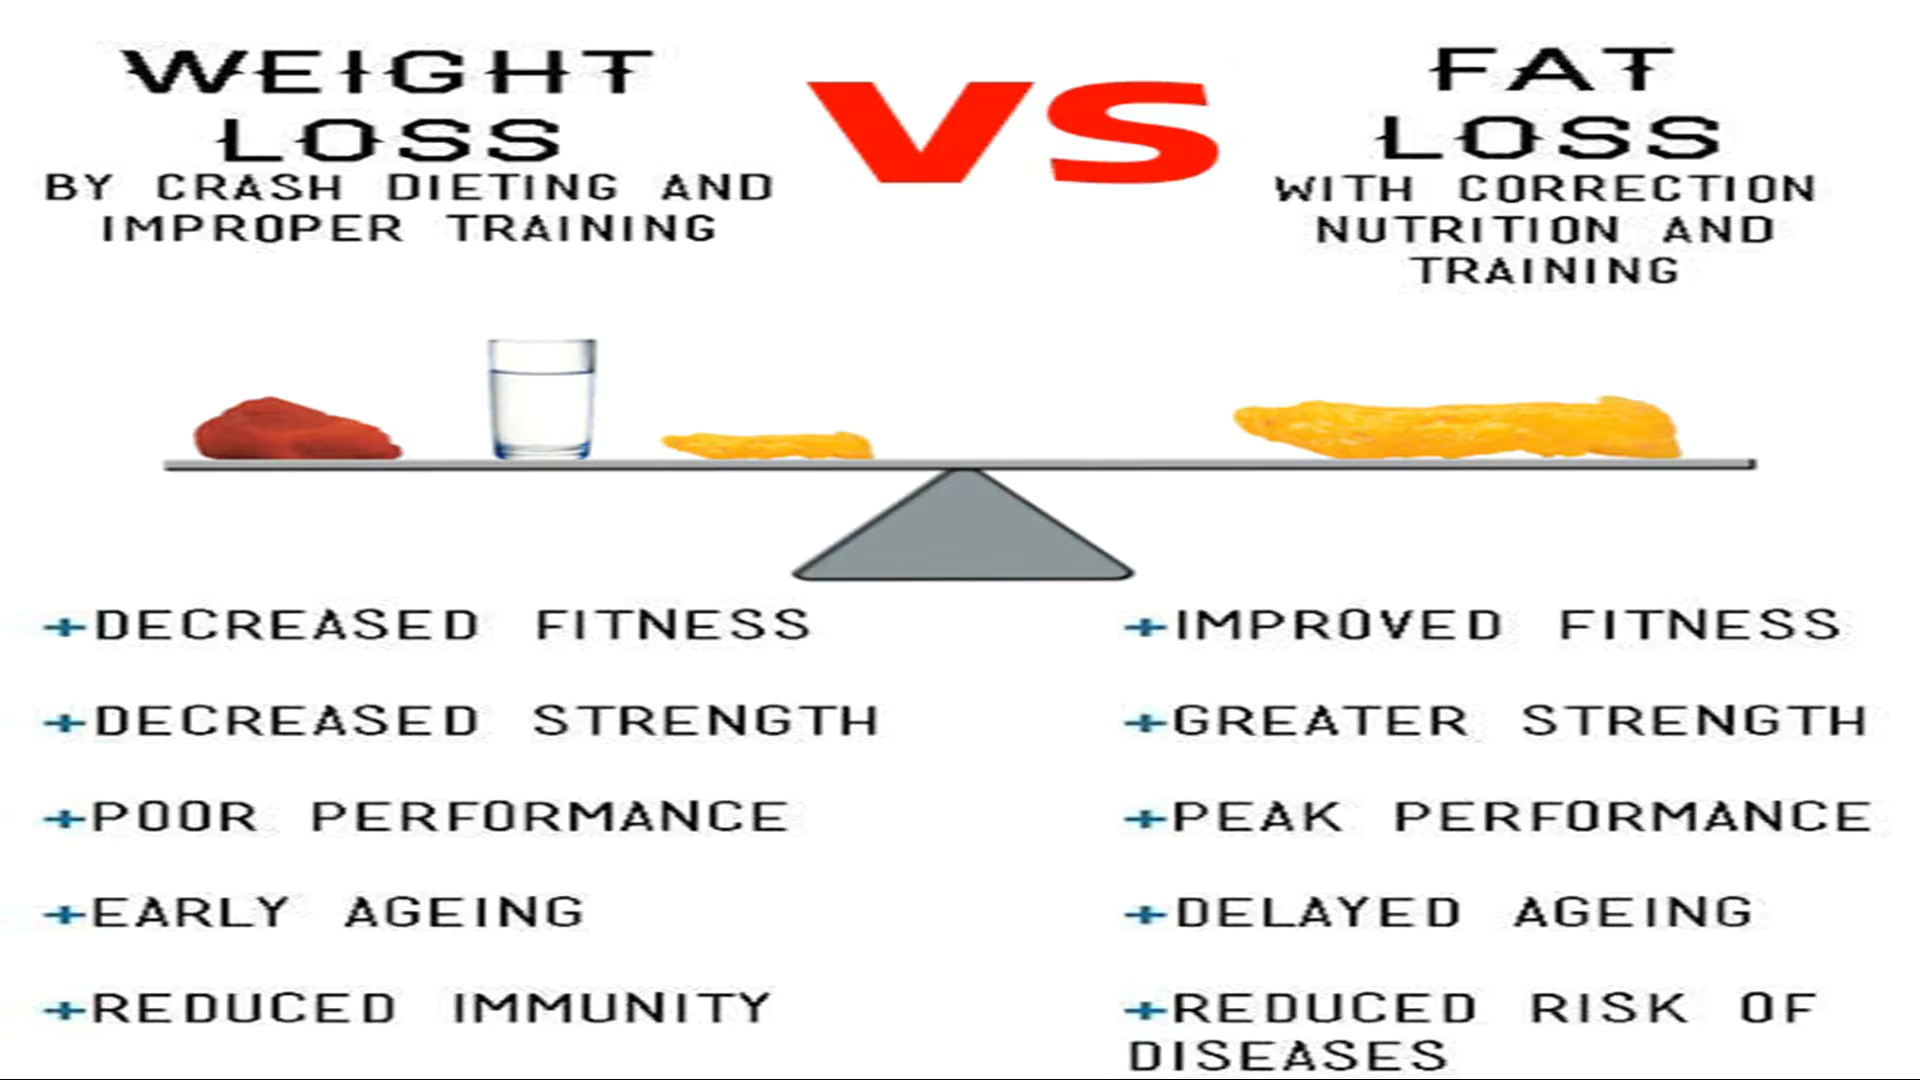 WEIGHT
LOSS
BY CRASH DIETING AND
IMPROPER TRAINING
VS
FAT
LOSS
WITH CORRECTION
NUTRITION AND
TRAINING
+DECREASED FITNESS
+DECREASED STRENGTH
+POOR PERFORMANCE
+EARLY AGEING
+REDUCED IMMUNITY
+IMPROVED FITNESS
+GREATER STRENGTH
+PEAK PERFORMANCE
+DELAYED AGEING
+REDUCED RISK OF
DISEASES